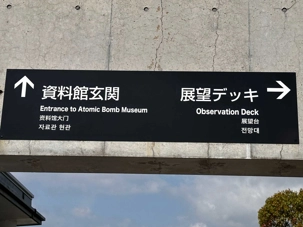 資料館玄関
Entrance to Atomic Bomb Museum
资料馆大门
자료관 현관
展望デッキ
Observation Deck
展望台
전망대